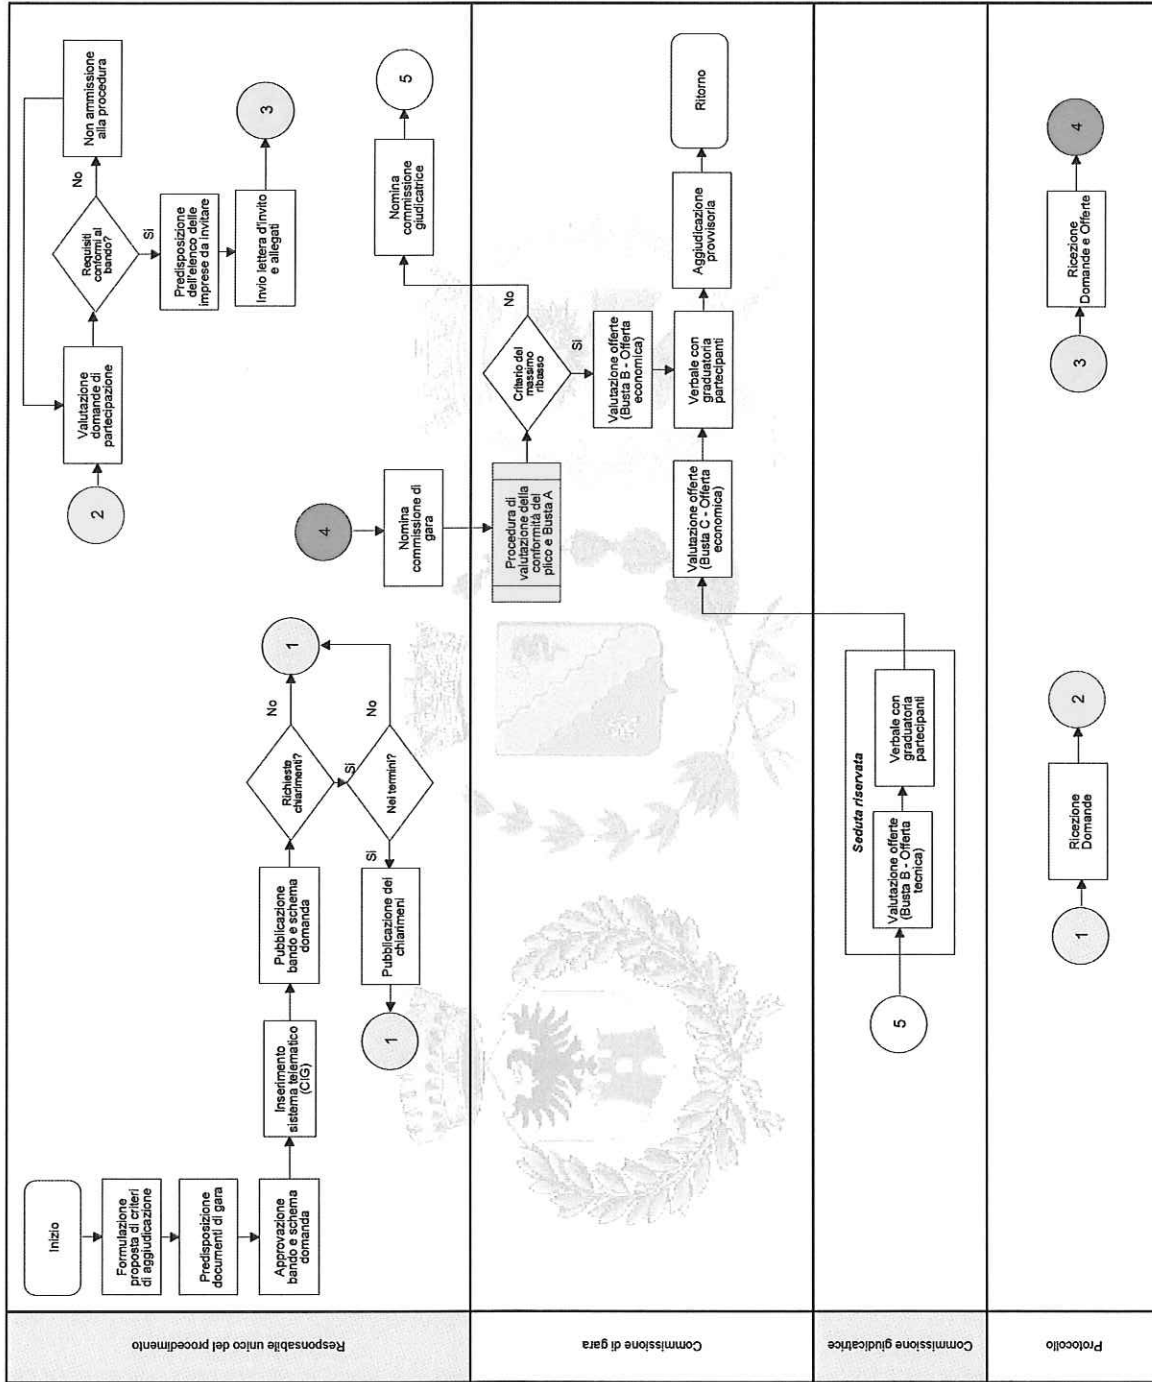 Responsabile unico del procedimento
Inizio
Formulazione
proposta di criteri
di aggiudicazione
Predisposizione
documenti di gara
Approvazione
bando e schema
domanda
Inserimento
sistema telematico
(CIG)
Pubblicazione
bando e schema
domanda
Richieste
chiarimenti?
No
1
Si
Nei termini?
No
Si
Pubblicazione dei
chiarimeni
1
2
Valutazione
domande di
partecipazione
Requisiti
conformi al
bando?
No
Non ammissione
alla procedura
Si
Predisposizione
dell'elenco delle
imprese da invitare
Invio lettera d'invito
e allegati
3
4
Nomina
commissione di
gara
Nomina
commissione
giudicatrice
5
Commissione di gara
Procedura di
valutazione della
conformità del
plico e Busta A
Criterio del
massimo
ribasso
No
Si
Valutazione offerte
(Busta B - Offerta
economica)
Valutazione offerte
(Busta C - Offerta
economica)
Verbale con
graduatoria
partecipanti
Aggiudicazione
provvisoria
Ritorno
Commissione giudicatrice
5
Seduta riservata
Valutazione offerte
(Busta B - Offerta
tecnica)
Verbale con
graduatoria
partecipanti
Protocollo
1
Ricezione
Domande
2
3
Ricezione
Domande e Offerte
4